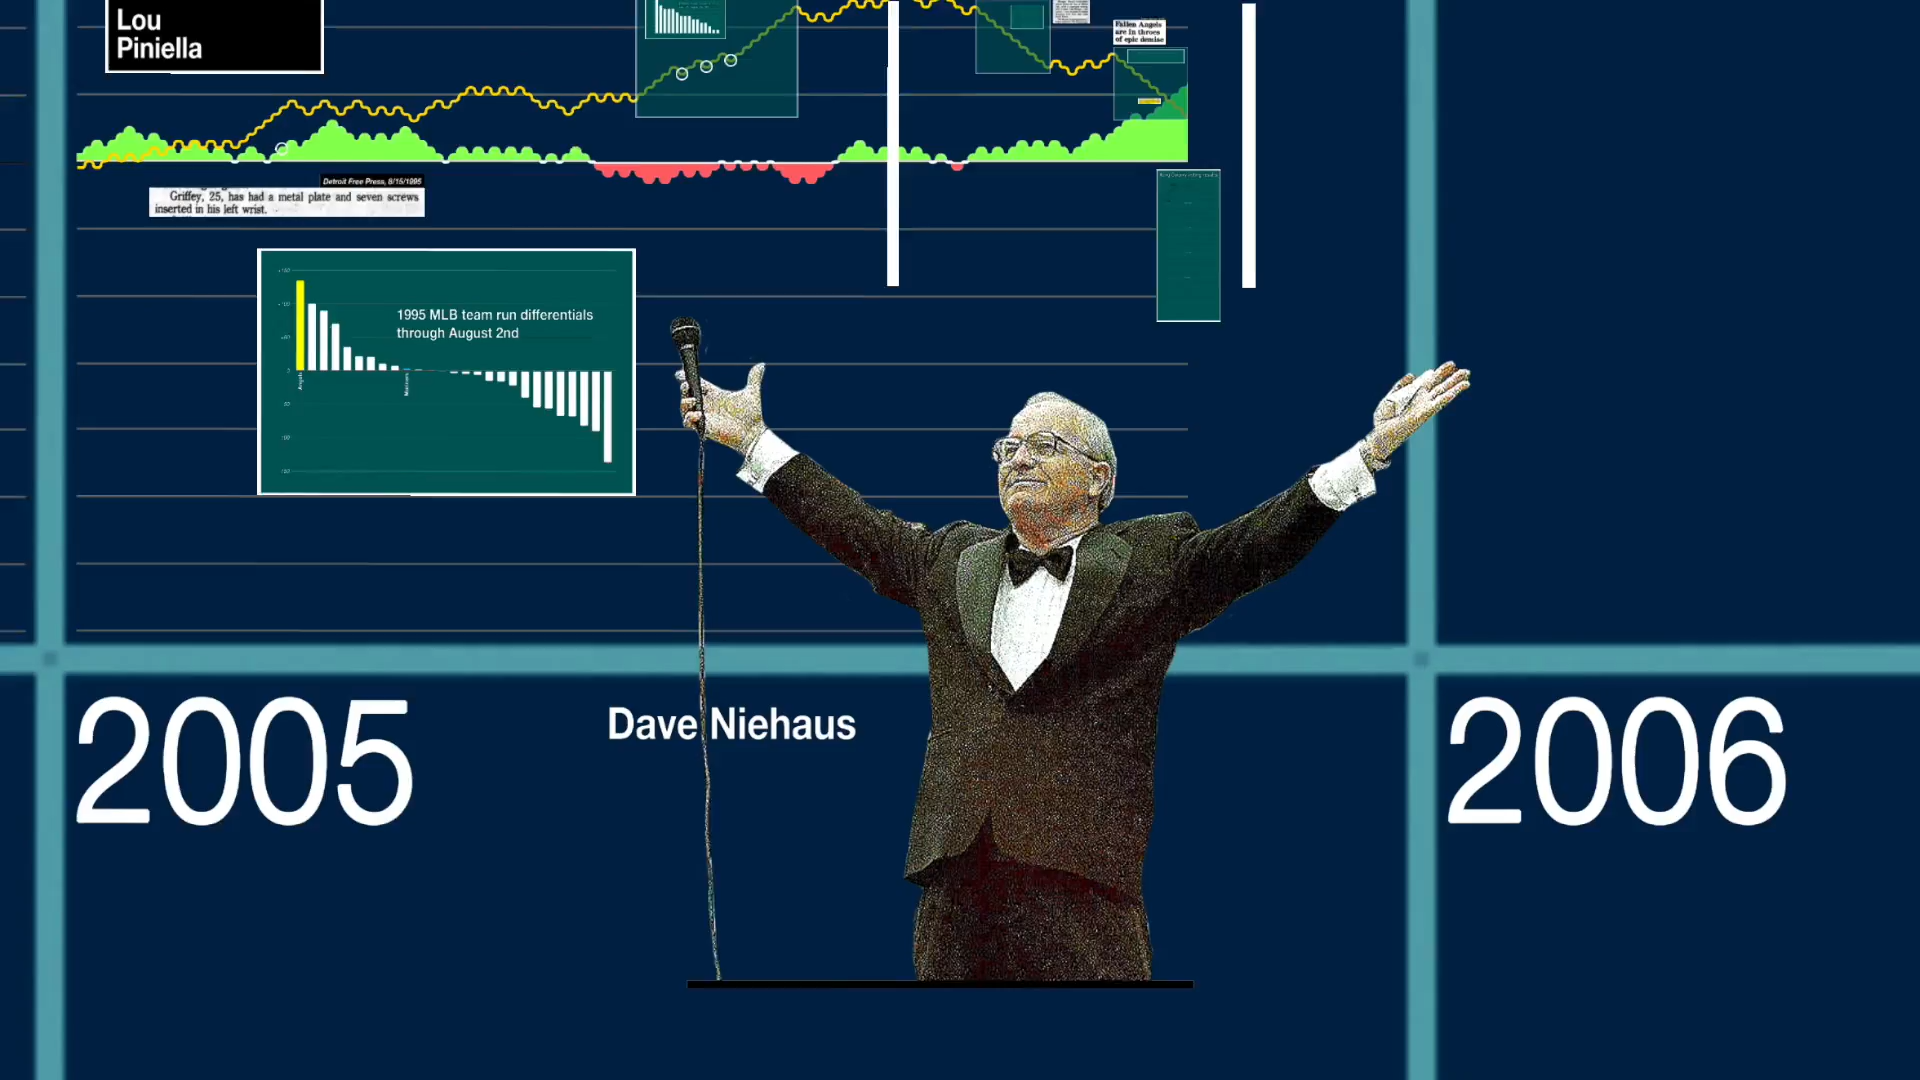 Lou
Piniella
Fallen Angels
are in throes
of epic demise
Detroit Free Press, 8/15/1995
Griffey, 25, has had a metal plate and seven screws
inserted in his left wrist.
1995 MLB team run differentials
through August 2nd
Angels
Mariners
Dave Niehaus
2005
2006